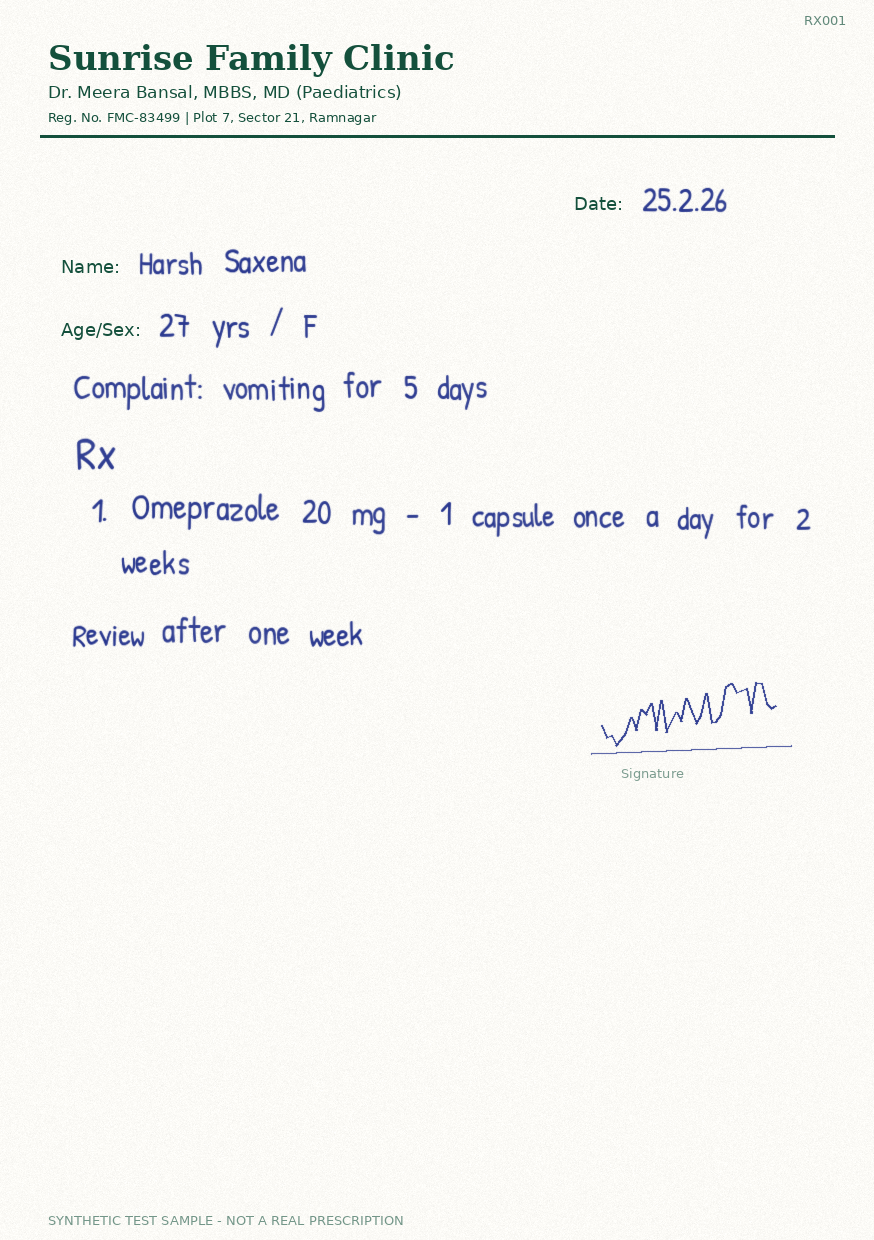 RX001
Sunrise Family Clinic
Dr. Meera Bansal, MBBS, MD (Paediatrics)
Reg. No. FMC-83499 | Plot 7, Sector 21, Ramnagar
Date: 25.2.26
Name: Harsh Saxena
Age/Sex: 27 yrs / F
Complaint: vomiting for 5 days
Rx
1. Omeprazole 20 mg - 1 capsule once a day for 2
weeks
Review after one week
Signature
SYNTHETIC TEST SAMPLE - NOT A REAL PRESCRIPTION